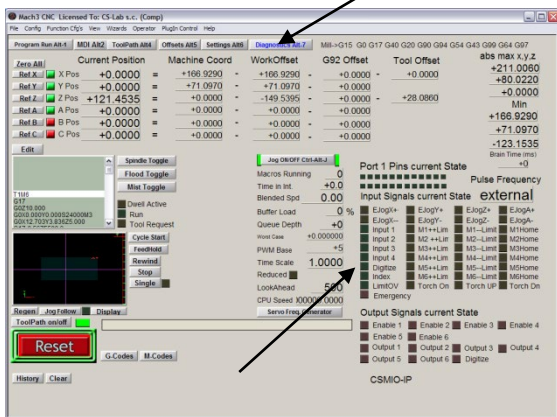 Mach3 CNC Licensed To: CS-Lab s.c. (Comp)
File Config Function Cfg's View Wizards Operator PlugIn Control Help
Program Run Alt-1 MDI Alt2 ToolPath Alt4 Offsets Alt5 Settings Alt6 Diagnostics Alt-7 Mill->G15 G0 G17 G40 G20 G90 G94 G54 G43 G99 G64 G97
Zero All Current Position Machine Coord WorkOffset G92 Offset Tool Offset abs max x,y,z
Ref X X Pos +0.0000 = +166.9290 - +166.9290 - +0.0000 - +0.0000 +211.0060
Ref Y Y Pos +0.0000 = +71.0970 - +71.0970 - +0.0000 +80.0220
Ref Z Z Pos +121.4535 = +0.0000 - -149.5395 - +0.0000 - +28.0860 +0.0000
Ref A A Pos +0.0000 = +0.0000 - +0.0000 - +0.0000 Min
Ref B B Pos +0.0000 = +0.0000 - +0.0000 - +0.0000 +166.9290
Ref C C Pos +0.0000 = +0.0000 - +0.0000 - +0.0000 +71.0970
-123.1535
Brain Time (ms)
+0
Edit
T1M6
G17
G0Z10.000
G0X0.000Y0.000S24000M3
G0X12.703Y3.836Z5.000
Spindle Toggle
Flood Toggle
Mist Toggle
Dwell Active
Run
Tool Request
Cycle Start
FeedHold
Rewind
Stop
Single
Jog ON/OFF Ctrl-Alt-J
Macros Running 0
Time in Int. +0.0
Blended Spd 0.00
Buffer Load 0 %
Queue Depth +0
Worst Case +0.000000
PWM Base +5
Time Scale 1.0000
Reduced
LookAhead 500
CPU Speed
Servo Freq. Generator
Port 1 Pins current State
Pulse Frequency
Input Signals current State external
EJogX+ EJogY+ EJogZ+ EJogA+
EJogX- EJogY- EJogZ- EJogA-
Input 1 M1++Lim M1--Limit M1Home
Input 2 M2++Lim M2--Limit M2Home
Input 3 M3++Lim M3--Limit M3Home
Input 4 M4++Lim M4--Limit M4Home
Digitize M5++Lim M5--Limit M5Home
Index M6++Lim M6--Limit M6Home
LimitOV Torch On Torch UP Torch Dn
Emergency
Output Signals current State
Enable 1 Enable 2 Enable 3 Enable 4
Enable 5 Enable 6
Output 1 Output 2 Output 3 Output 4
Output 5 Output 6 Digitize
CSMIO-IP
Regen Jog Follow Display
ToolPath on/off
Reset
G-Codes M-Codes
History Clear